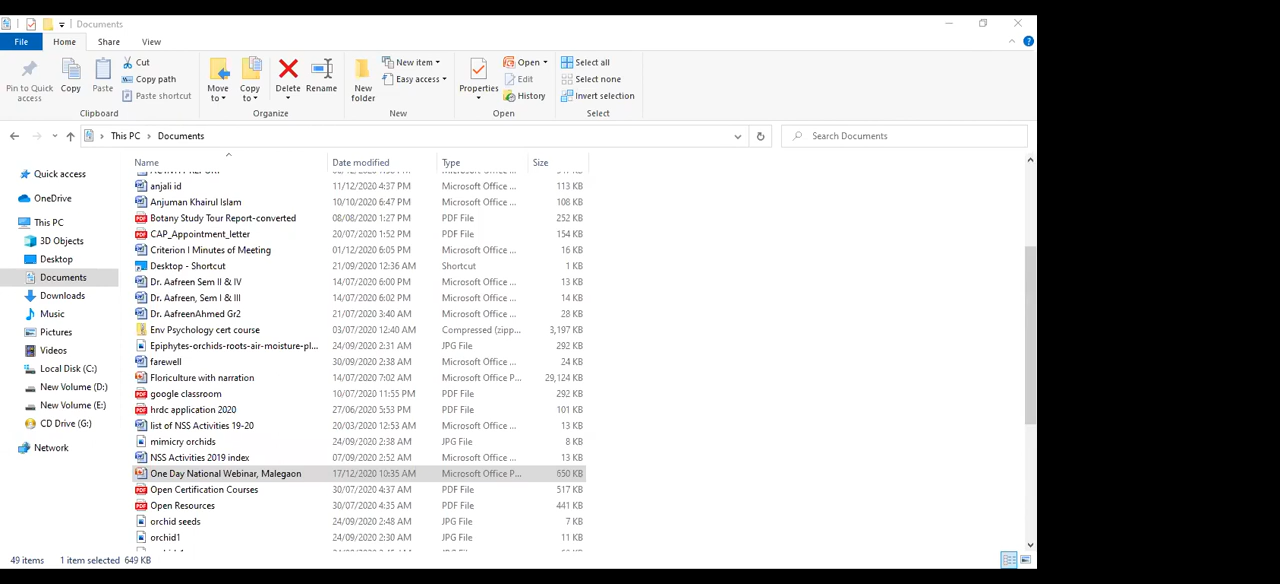 Documents
File Home Share View
Pin to Quick access
Copy
Paste
Cut
Copy path
Paste shortcut
Clipboard
Move to
Copy to
Delete
Rename
Organize
New folder
New item
Easy access
New
Properties
Open
Edit
History
Open
Select all
Select none
Invert selection
Select
This PC Documents
Search Documents
Quick access
OneDrive
This PC
3D Objects
Desktop
Documents
Downloads
Music
Pictures
Videos
Local Disk (C:)
New Volume (D:)
New Volume (E:)
CD Drive (G:)
Network
Name Date modified Type Size
anjali id 11/12/2020 4:37 PM Microsoft Office ... 113 KB
Anjuman Khairul Islam 10/10/2020 6:47 PM Microsoft Office ... 108 KB
Botany Study Tour Report-converted 08/08/2020 1:27 PM PDF File 252 KB
CAP_Appointment_letter 20/07/2020 1:52 PM PDF File 154 KB
Criterion I Minutes of Meeting 01/12/2020 6:05 PM Microsoft Office ... 16 KB
Desktop - Shortcut 21/09/2020 12:36 AM Shortcut 1 KB
Dr. Aafreen Sem II & IV 14/07/2020 6:00 PM Microsoft Office ... 13 KB
Dr. Aafreen, Sem I & III 14/07/2020 6:02 PM Microsoft Office ... 14 KB
Dr. AafreenAhmed Gr2 21/07/2020 3:40 AM Microsoft Office ... 28 KB
Env Psychology cert course 03/07/2020 12:40 AM Compressed (zipp... 3,197 KB
Epiphytes-orchids-roots-air-moisture-pl... 24/09/2020 2:31 AM JPG File 292 KB
farewell 30/09/2020 2:38 AM Microsoft Office ... 24 KB
Floriculture with narration 14/07/2020 7:02 AM Microsoft Office P... 29,124 KB
google classroom 10/07/2020 11:55 PM PDF File 292 KB
hrdc application 2020 27/06/2020 5:53 PM PDF File 101 KB
list of NSS Activities 19-20 20/03/2020 12:53 AM Microsoft Office ... 13 KB
mimicry orchids 24/09/2020 2:38 AM JPG File 8 KB
NSS Activities 2019 index 07/09/2020 2:52 AM Microsoft Office ... 13 KB
One Day National Webinar, Malegaon 17/12/2020 10:35 AM Microsoft Office P... 650 KB
Open Certification Courses 30/07/2020 4:37 AM PDF File 517 KB
Open Resources 30/07/2020 4:35 AM PDF File 441 KB
orchid seeds 24/09/2020 2:48 AM JPG File 7 KB
orchid1 24/09/2020 2:30 AM JPG File 11 KB
49 items 1 item selected 649 KB